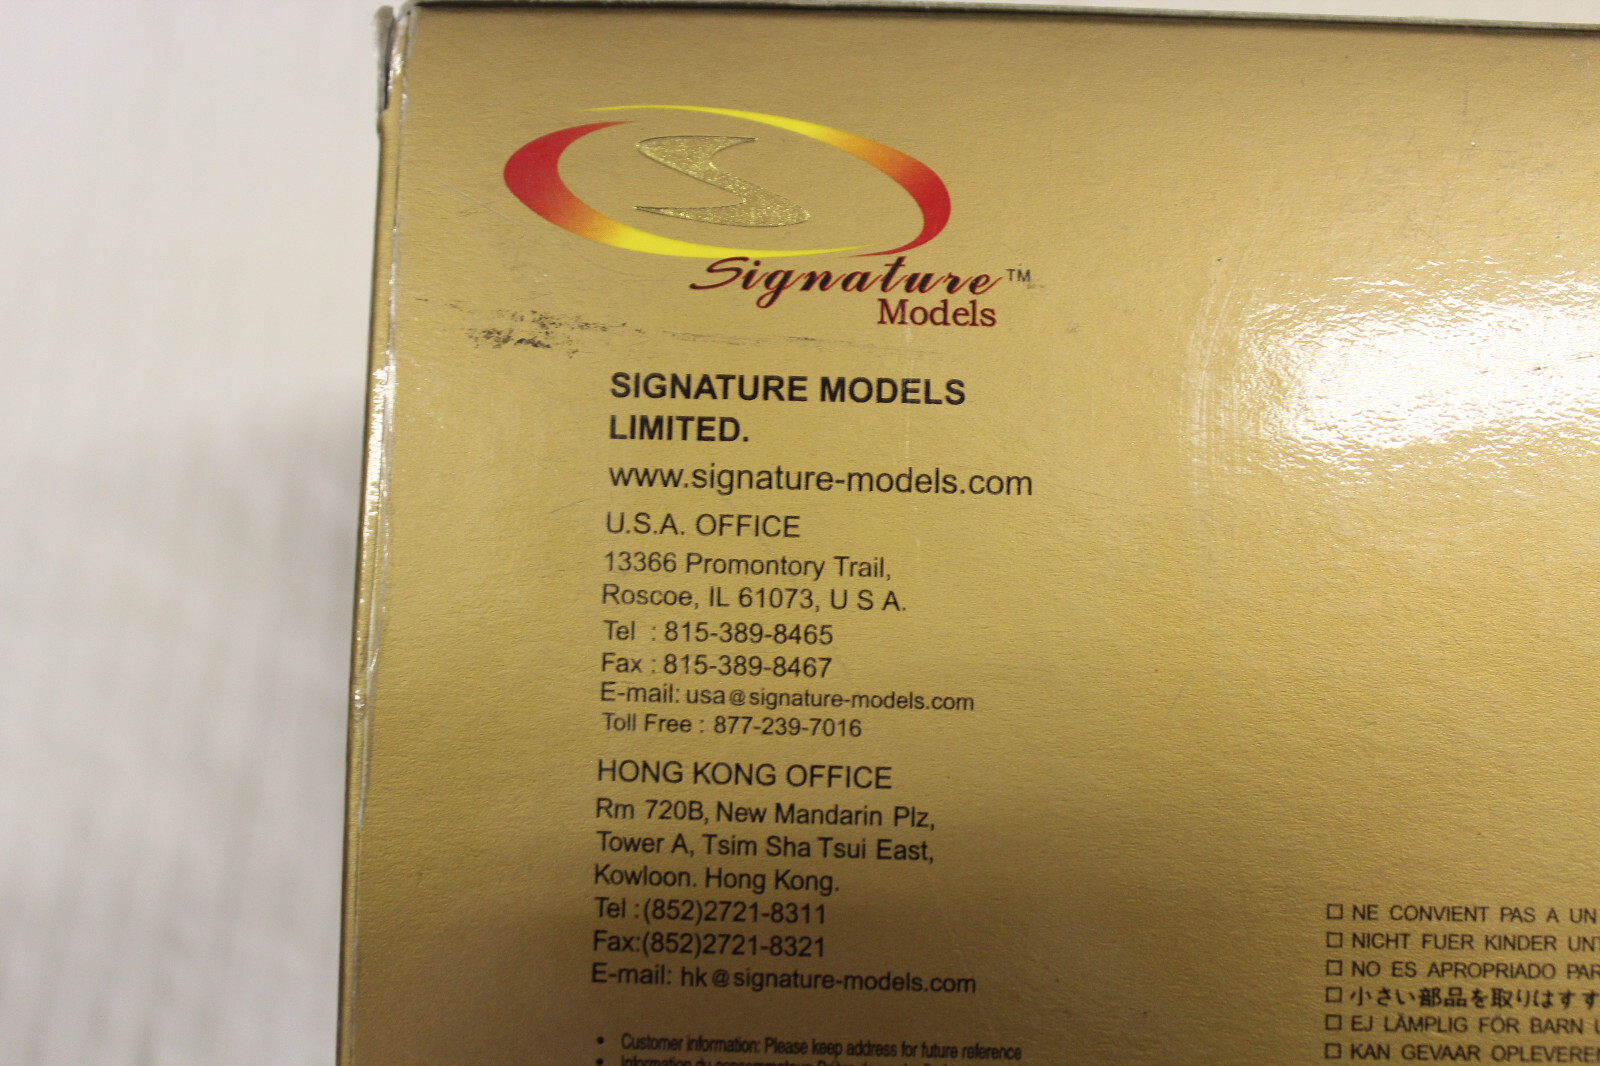 S
Signature™
Models
SIGNATURE MODELS
LIMITED.
www.signature-models.com
U.S.A. OFFICE
13366 Promontory Trail,
Roscoe, IL 61073, U S A.
Tel : 815-389-8465
Fax : 815-389-8467
E-mail: usa@signature-models.com
Toll Free : 877-239-7016
HONG KONG OFFICE
Rm 720B, New Mandarin Plz,
Tower A, Tsim Sha Tsui East,
Kowloon. Hong Kong.
Tel :(852)2721-8311
Fax:(852)2721-8321
E-mail: hk@signature-models.com
• Customer information: Please keep address for future reference
• Information du
□ NE CONVIENT PAS A UN
□ NICHT FUER KINDER
□ NO ES APROPRIADO
□ 小さい部品を取りはずす
□ EJ LÄMPLIG FÖR BARN
□ KAN GEVAAR